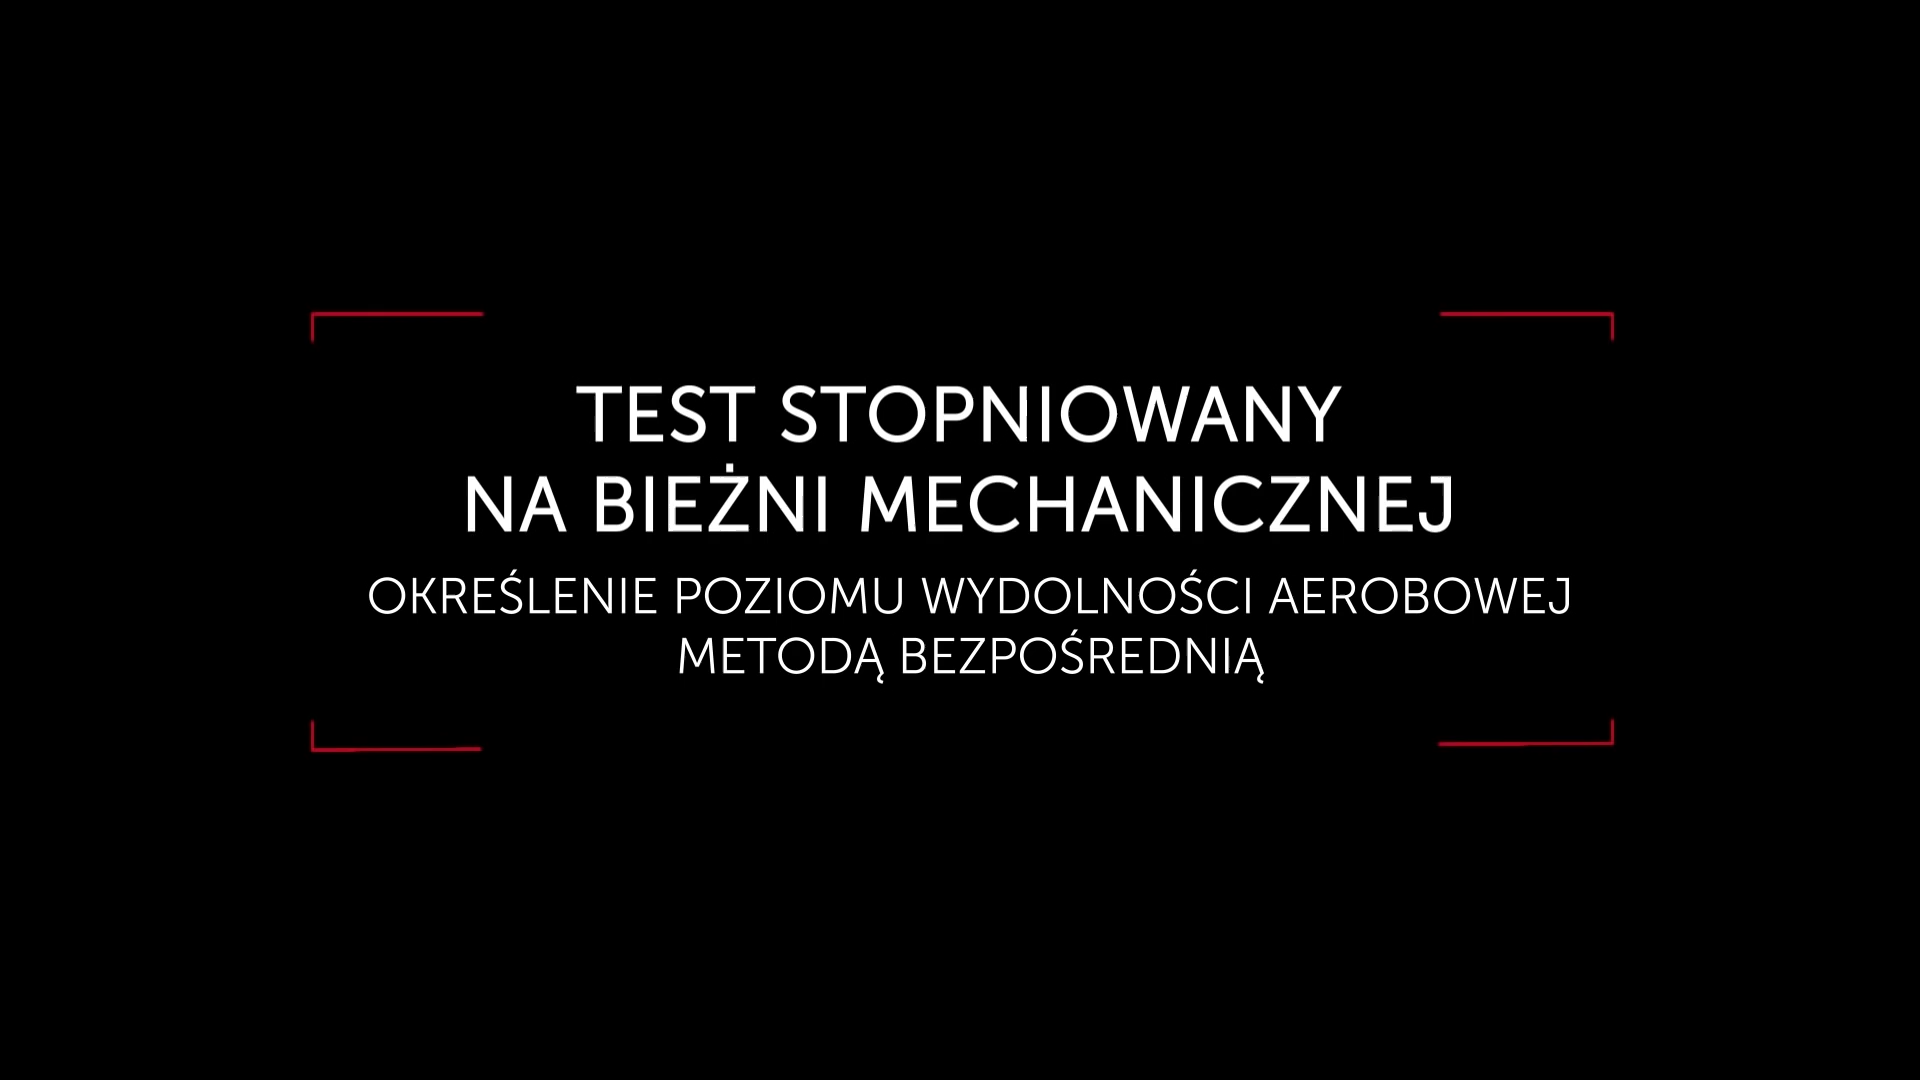 TEST STOPNIOWANY
NA BIEŻNI MECHANICZNEJ
OKREŚLENIE POZIOMU WYDOLNOŚCI AEROBOWEJ
METODĄ BEZPOŚREDNIĄ